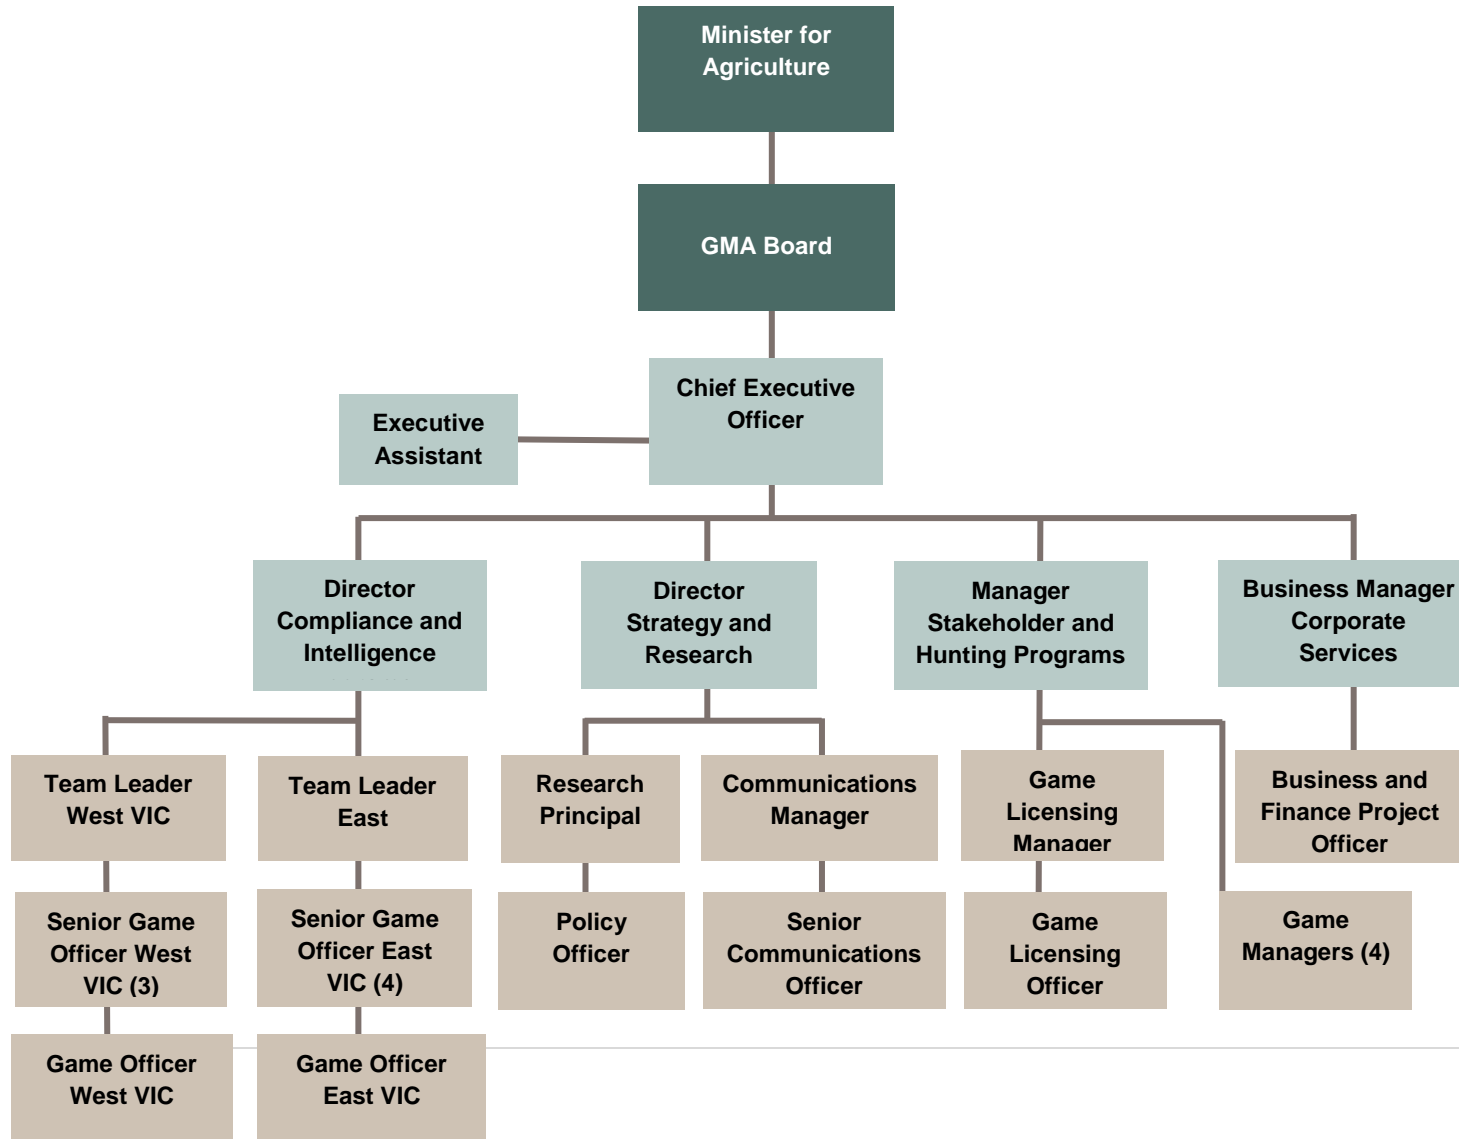 Minister for
Agriculture
GMA Board
Chief Executive
Officer
Executive
Assistant
Director
Compliance and
Intelligence
Director
Strategy and
Research
Manager
Stakeholder and
Hunting Programs
Business Manager
Corporate
Services
Team Leader
West VIC
Team Leader
East
Research
Principal
Communications
Manager
Game
Licensing
Manager
Business and
Finance Project
Officer
Senior Game
Officer West
VIC (3)
Senior Game
Officer East
VIC (4)
Policy
Officer
Senior
Communications
Officer
Game
Licensing
Officer
Game
Managers (4)
Game Officer
West VIC
Game Officer
East VIC